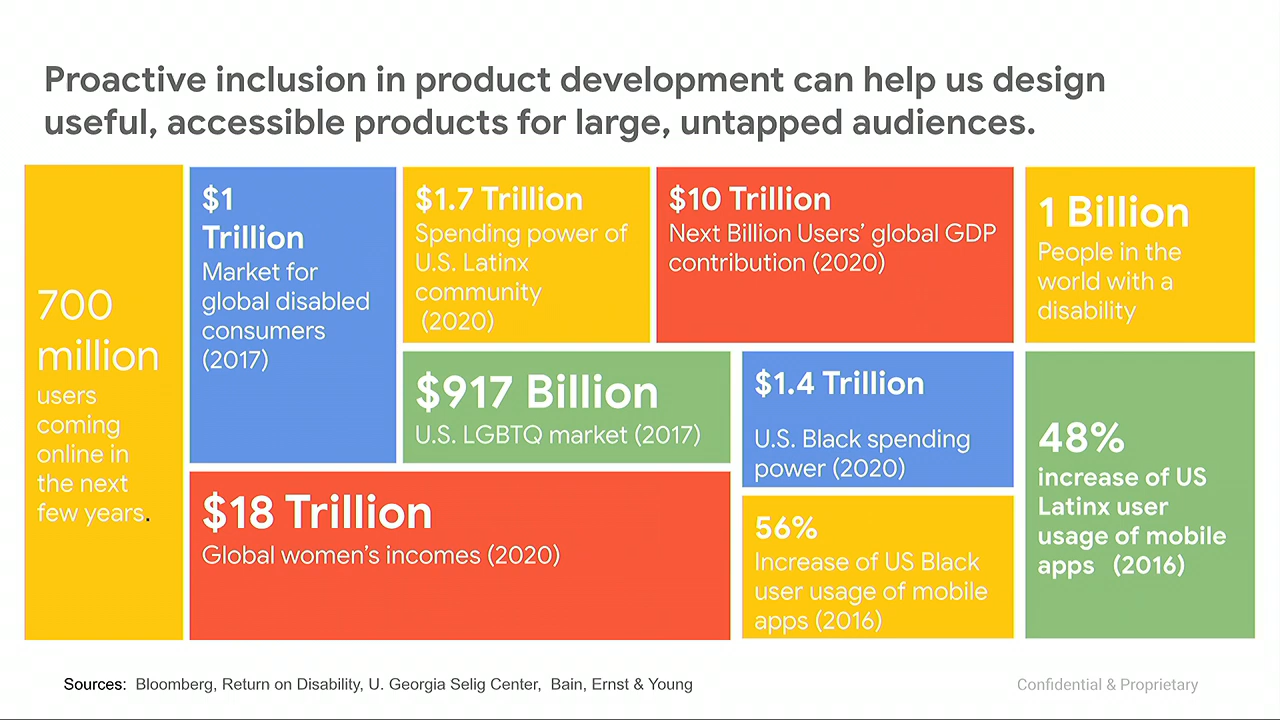 Proactive inclusion in product development can help us design
useful, accessible products for large, untapped audiences.
700
million
users
coming
online in
the next
few years.
$1
Trillion
Market for
global disabled
consumers
(2017)
$1.7 Trillion
Spending power of
U.S. Latinx
community
(2020)
$10 Trillion
Next Billion Users’ global GDP
contribution (2020)
1 Billion
People in the
world with a
disability
$917 Billion
U.S. LGBTQ market (2017)
$1.4 Trillion
U.S. Black spending
power (2020)
48%
increase of US
Latinx user
usage of mobile
apps (2016)
$18 Trillion
Global women’s incomes (2020)
56%
Increase of US Black
user usage of mobile
apps (2016)
Sources: Bloomberg, Return on Disability, U. Georgia Selig Center, Bain, Ernst & Young
Confidential & Proprietary